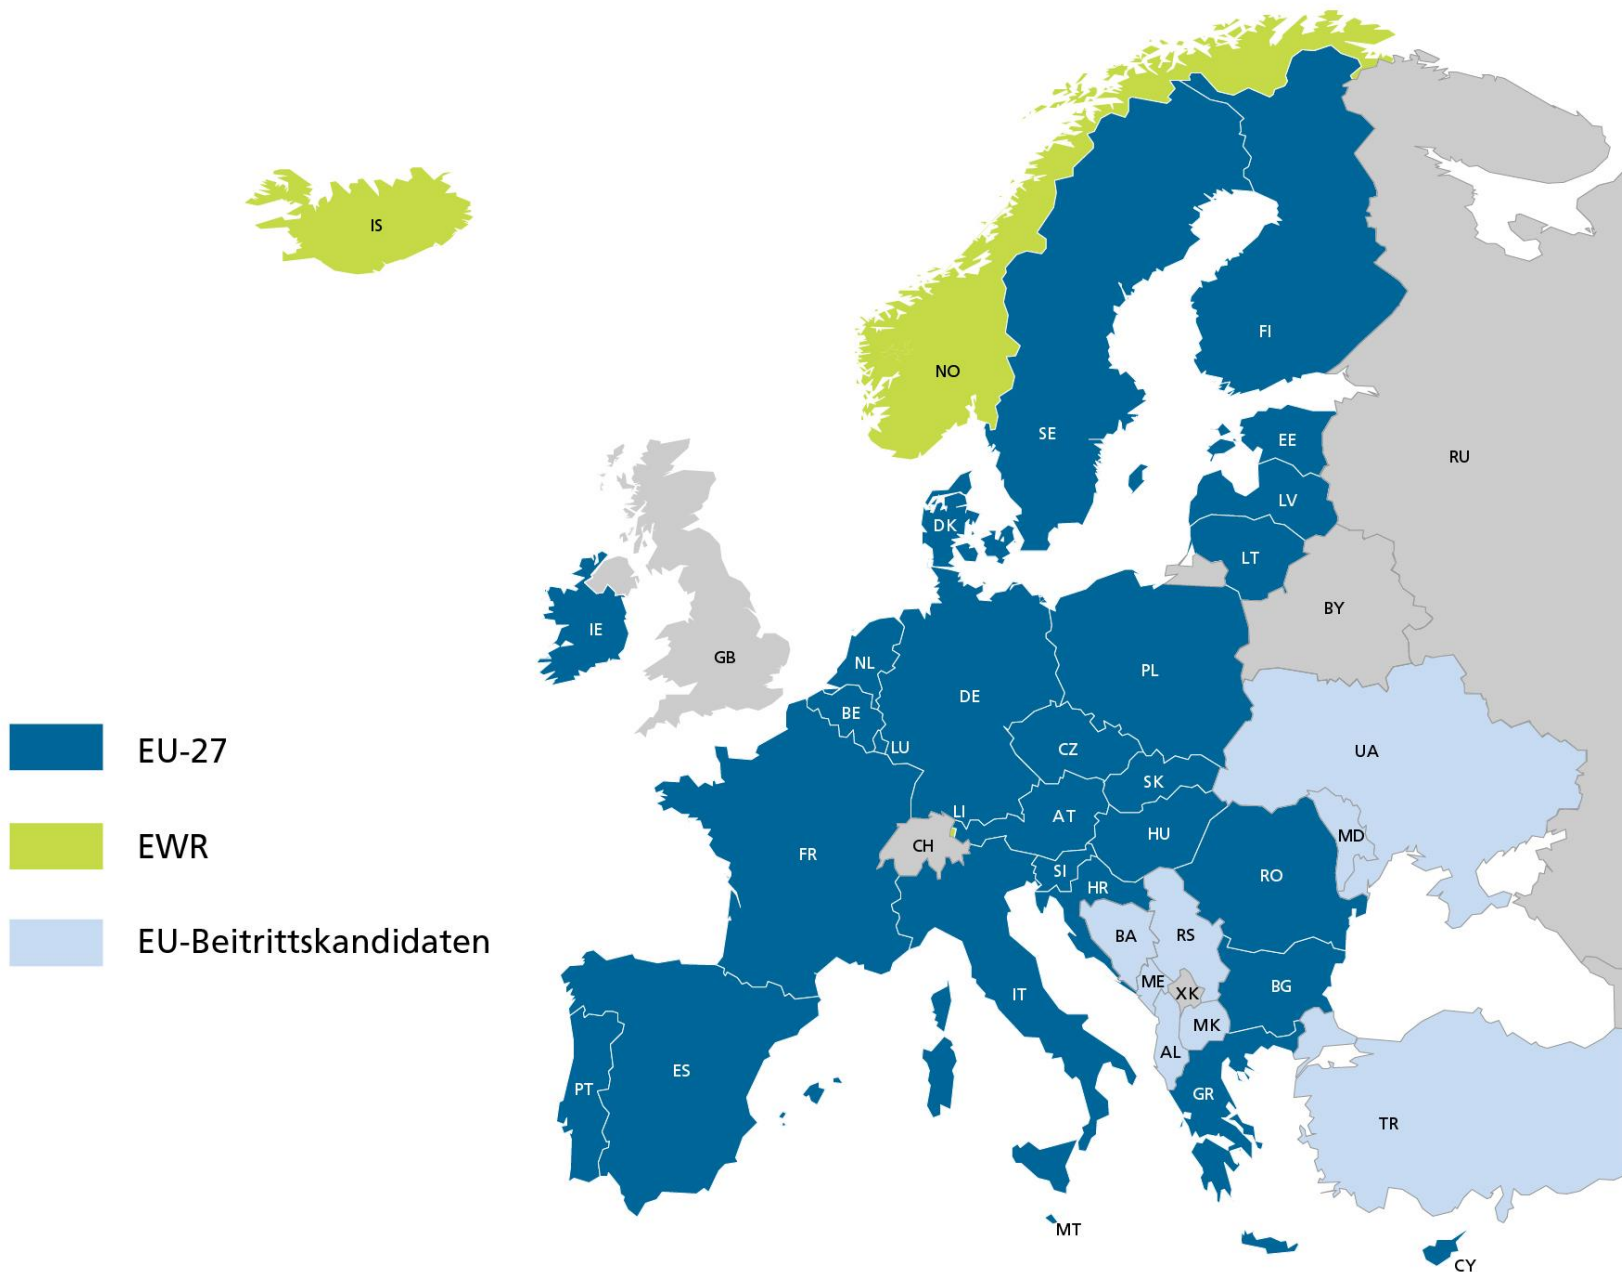 IS
NO
FI
SE
EE
RU
LV
DK
LT
BY
IE
GB
NL
PL
DE
BE
EU-27
LU
CZ
UA
SK
LI
AT
HU
MD
EWR
CH
FR
SI
RO
HR
BA
RS
EU-Beitrittskandidaten
ME
BG
IT
XK
MK
AL
ES
PT
GR
TR
MT
CY